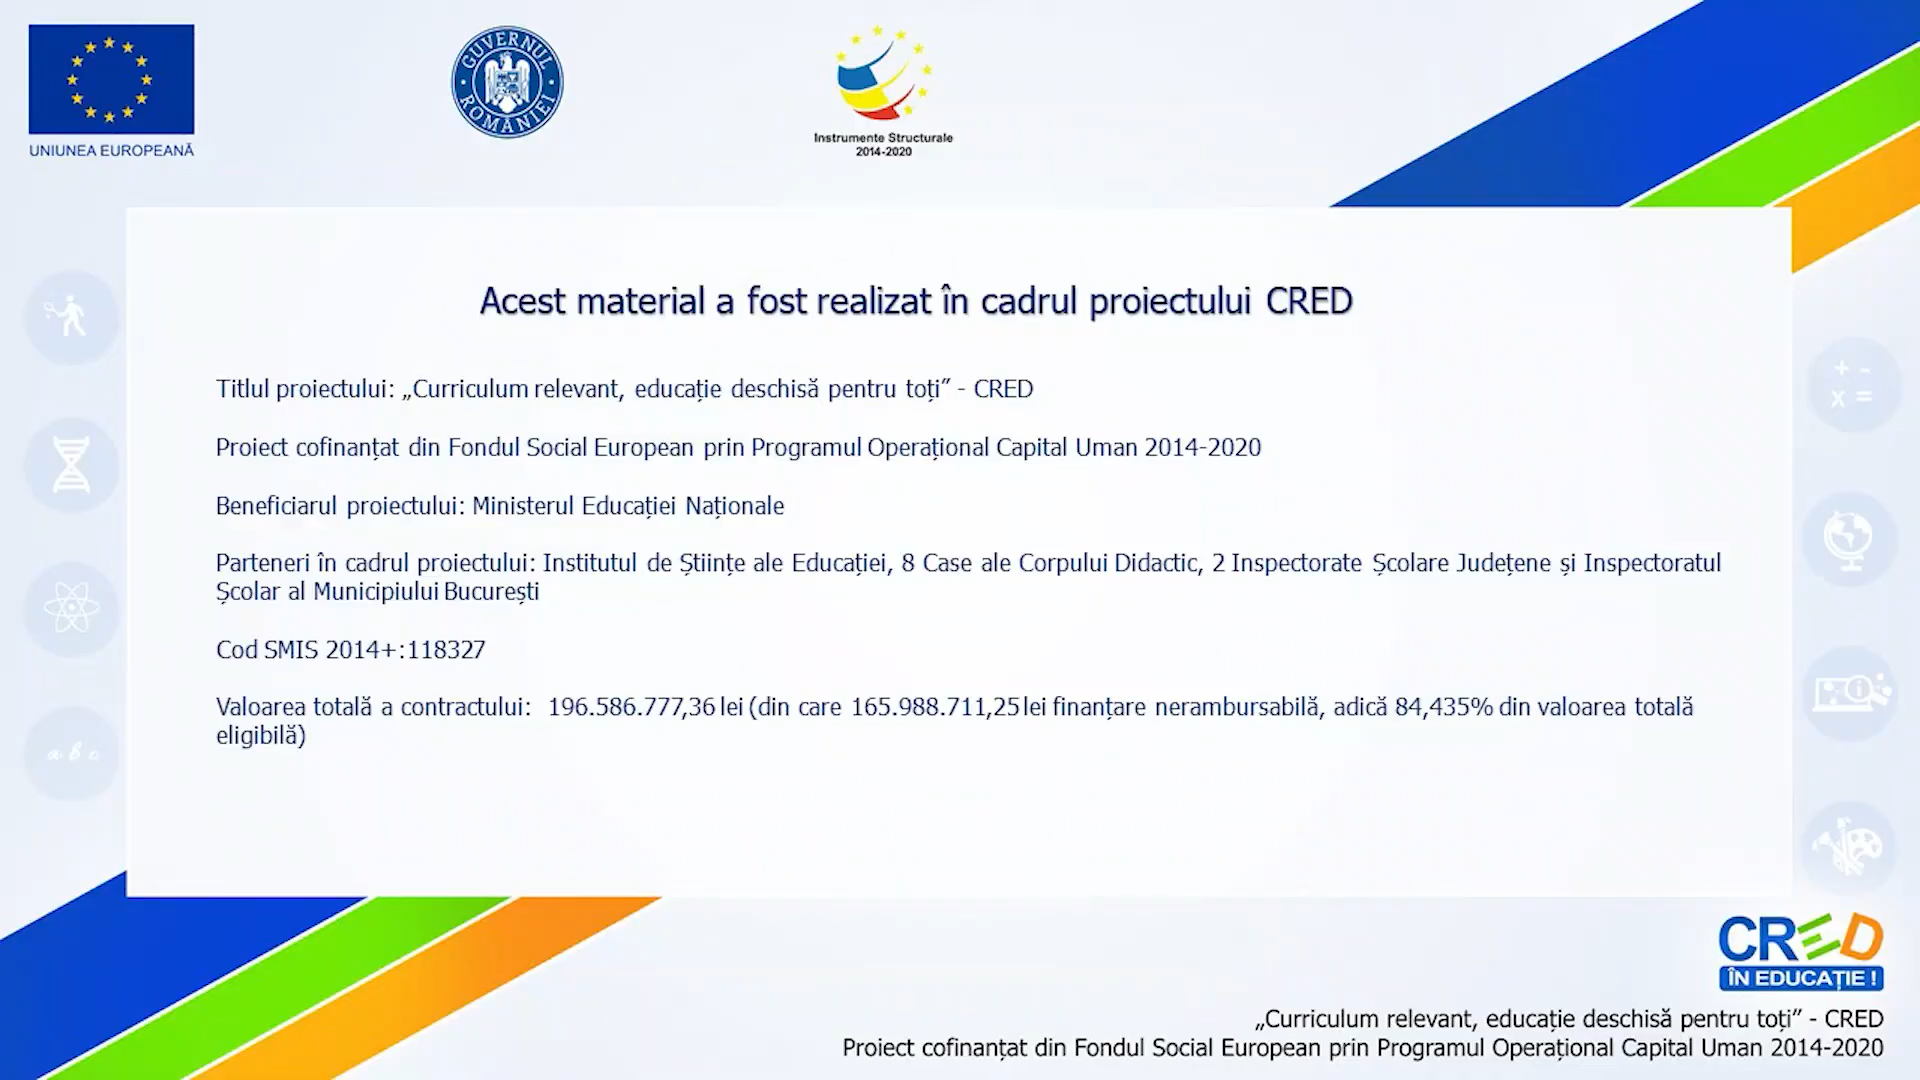 UNIUNEA EUROPEANĂ
GUVERNUL ROMÂNIEI
Instrumente Structurale
2014-2020
Acest material a fost realizat în cadrul proiectului CRED
Titlul proiectului: „Curriculum relevant, educație deschisă pentru toți” - CRED
Proiect cofinanțat din Fondul Social European prin Programul Operațional Capital Uman 2014-2020
Beneficiarul proiectului: Ministerul Educației Naționale
Parteneri în cadrul proiectului: Institutul de Științe ale Educației, 8 Case ale Corpului Didactic, 2 Inspectorate Școlare Județene și Inspectoratul
Școlar al Municipiului București
Cod SMIS 2014+:118327
Valoarea totală a contractului: 196.586.777,36 lei (din care 165.988.711,25 lei finanțare nerambursabilă, adică 84,435% din valoarea totală
eligibilă)
+ -
x =
a b c
CRED
ÎN EDUCAȚIE !
„Curriculum relevant, educație deschisă pentru toți” - CRED
Proiect cofinanțat din Fondul Social European prin Programul Operațional Capital Uman 2014-2020